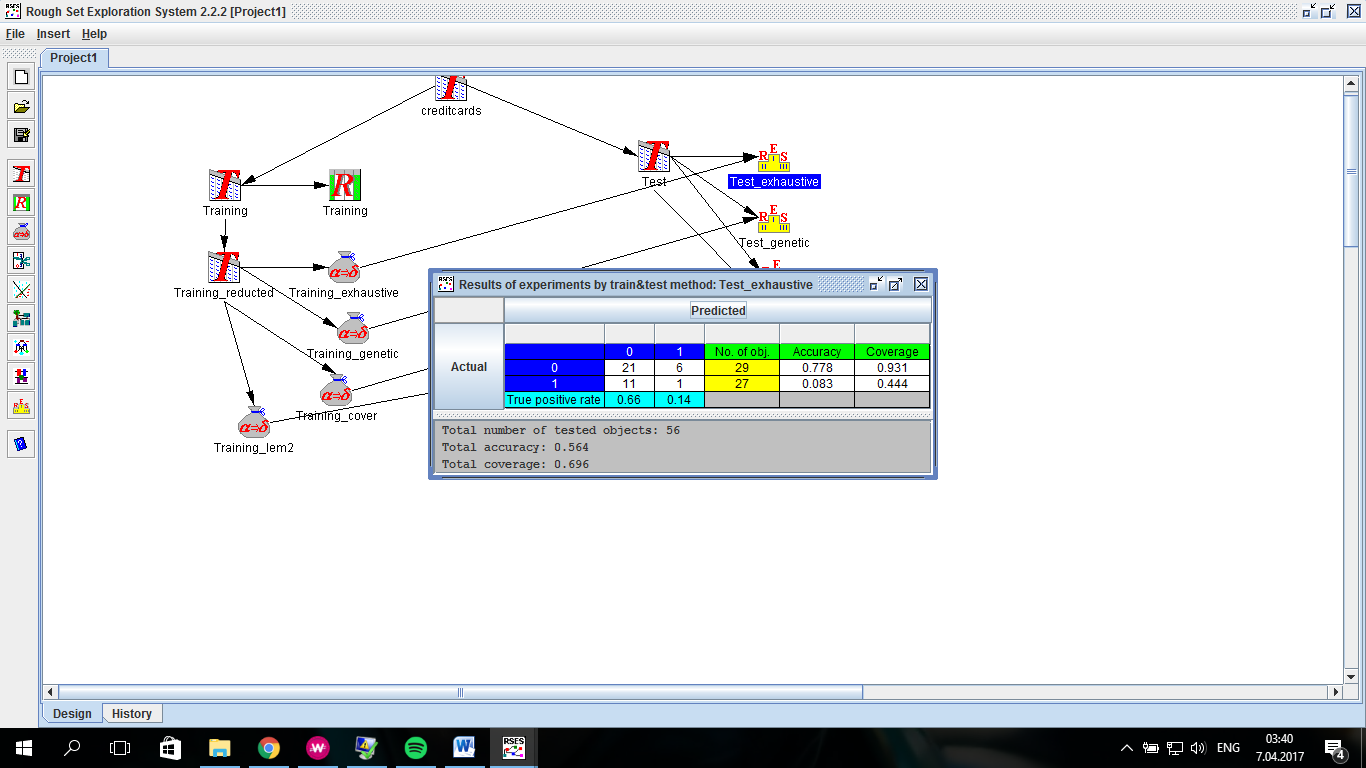 Rough Set Exploration System 2.2.2 [Project1]
File Insert Help
Project1
creditcards
Test
Test_exhaustive
Training
Training
Test_genetic
Training_reducted
Training_exhaustive
Training_genetic
Training_cover
Training_lem2
Results of experiments by train&test method: Test_exhaustive
Predicted
Actual
0 1 No. of obj. Accuracy Coverage
0 21 6 29 0.778 0.931
1 11 1 27 0.083 0.444
True positive rate 0.66 0.14
Total number of tested objects: 56
Total accuracy: 0.564
Total coverage: 0.696
Design History
ENG
03:40
7.04.2017
4